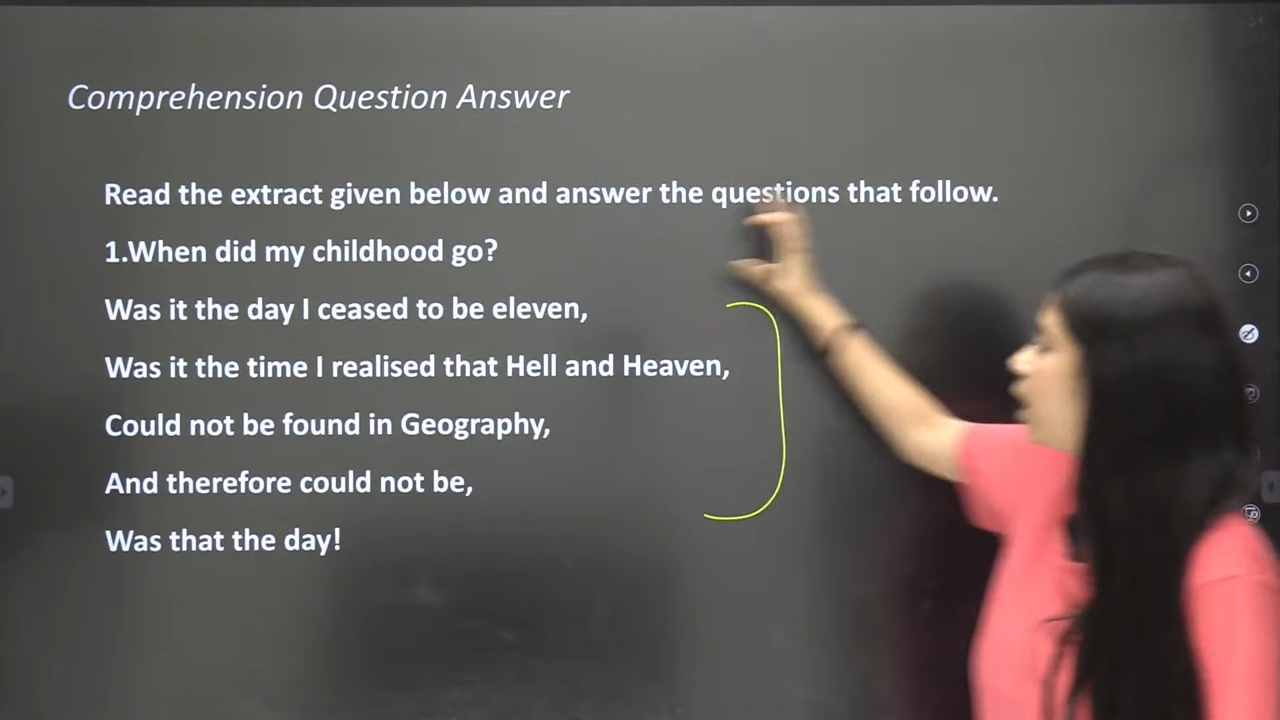 Comprehension Question Answer
Read the extract given below and answer the questions that follow.
1.When did my childhood go?
Was it the day I ceased to be eleven,
Was it the time I realised that Hell and Heaven,
Could not be found in Geography,
And therefore could not be,
Was that the day!